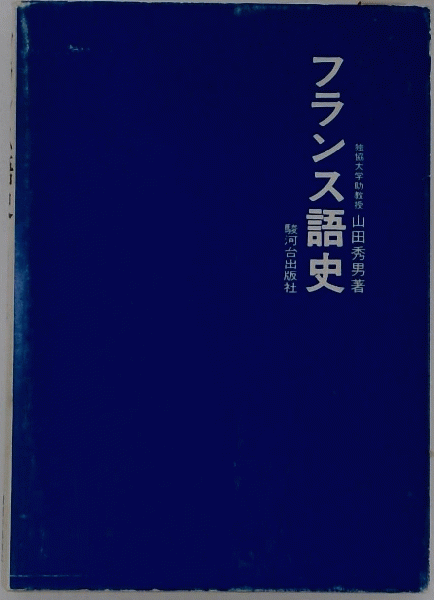 獨協大学助教授 山田秀男著
フランス語史
駿河台出版社